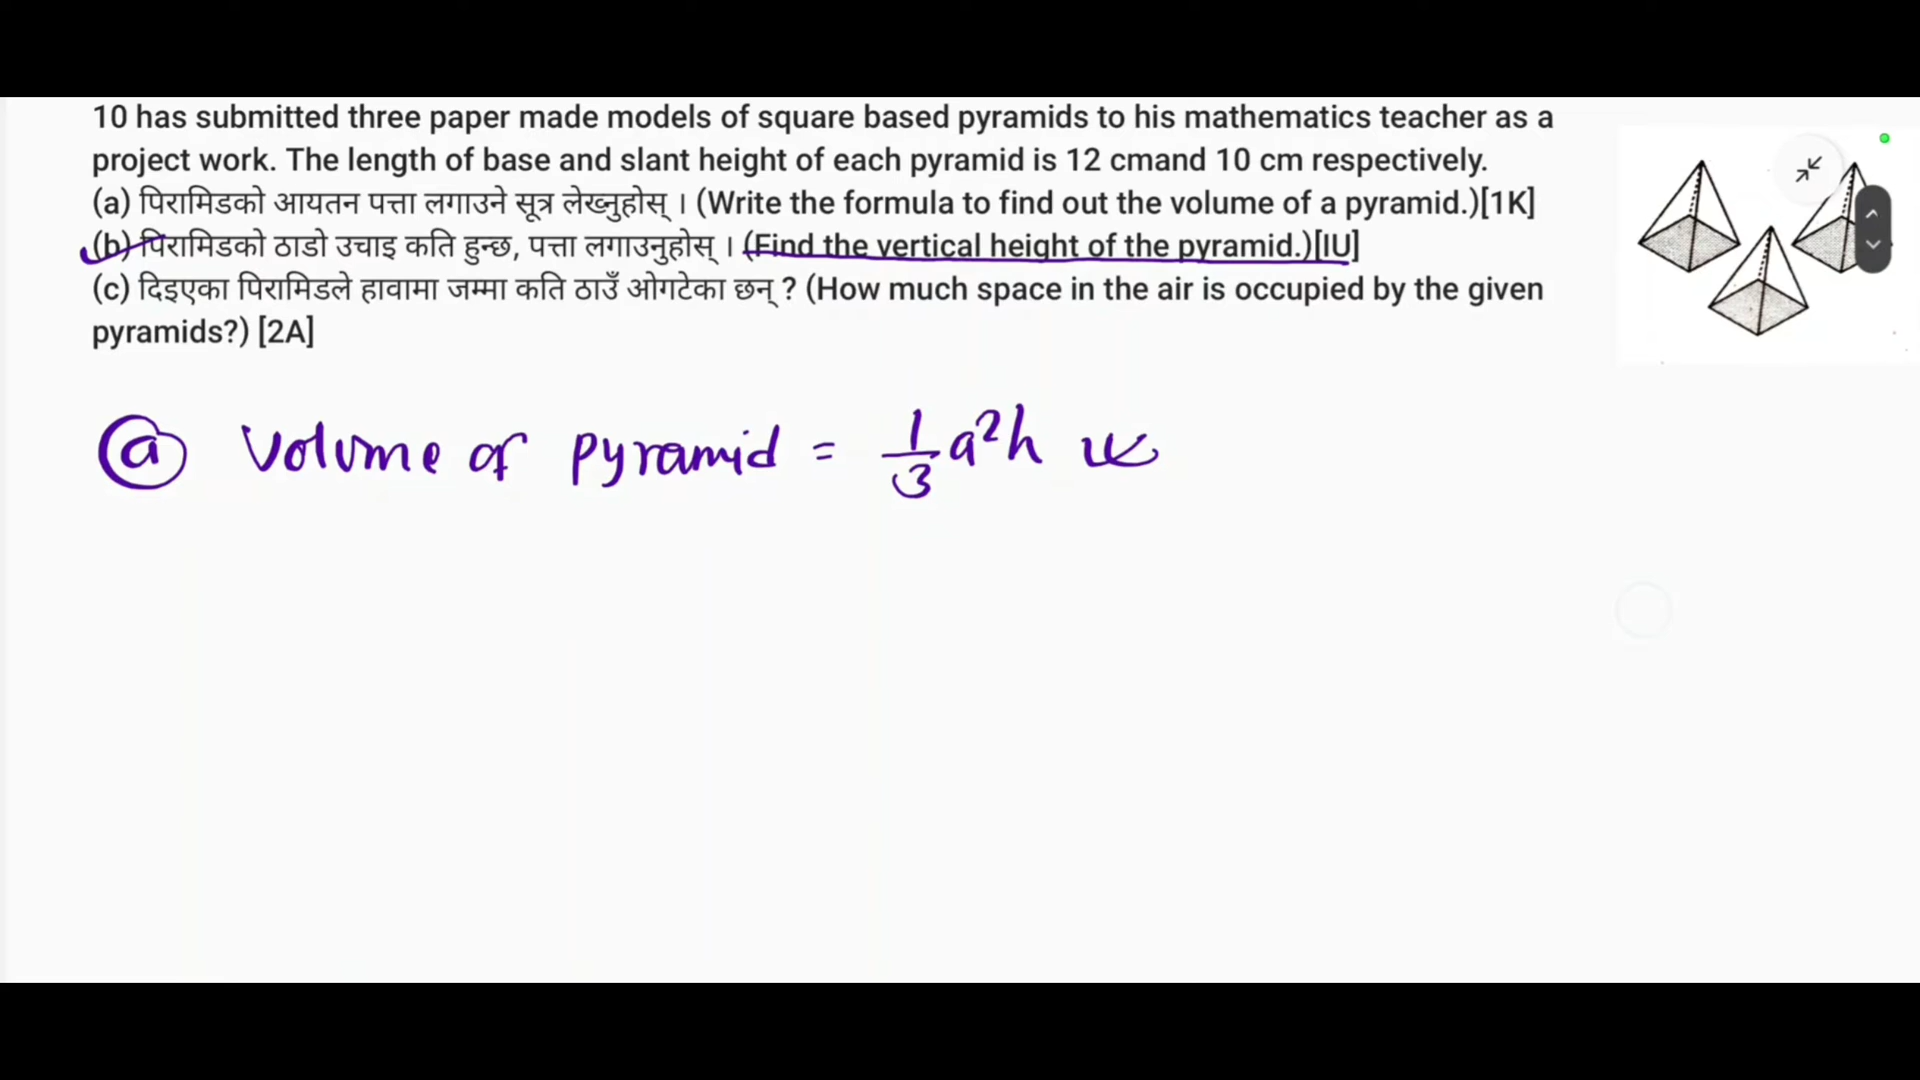 10 has submitted three paper made models of square based pyramids to his mathematics teacher as a
project work. The length of base and slant height of each pyramid is 12 cmand 10 cm respectively.
(a) पिरामिडको आयतन पत्ता लगाउने सूत्र लेख्नुहोस् । (Write the formula to find out the volume of a pyramid.)[1K]
(b) पिरामिडको ठाडो उचाइ कति हुन्छ, पत्ता लगाउनुहोस् । (Find the vertical height of the pyramid.)[IU]
(c) दिइएका पिरामिडले हावामा जम्मा कति ठाउँ ओगटेका छन् ? (How much space in the air is occupied by the given
pyramids?) [2A]
(a) Volume of pyramid = 1/3 a²h